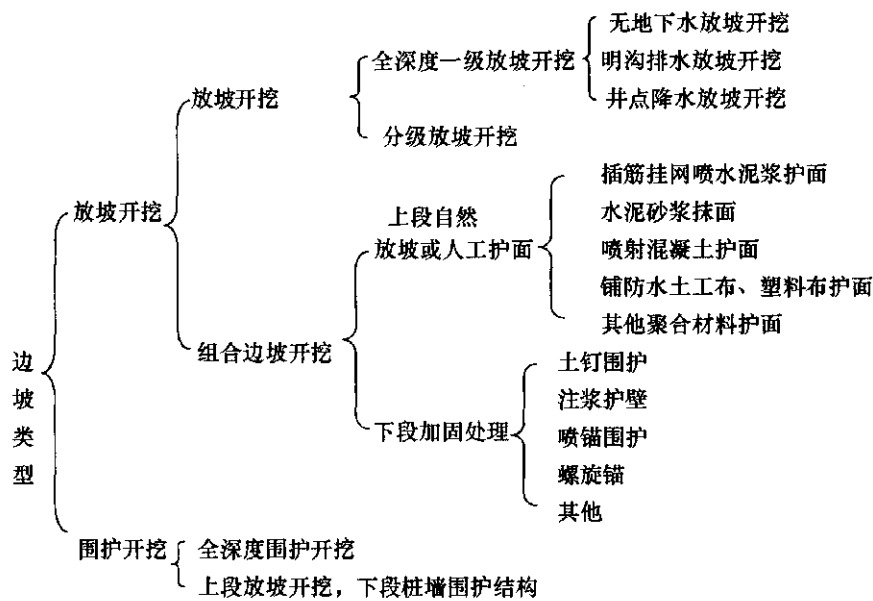 无地下水放坡开挖
全深度一级放坡开挖
明沟排水放坡开挖
放坡开挖
井点降水放坡开挖
分级放坡开挖
插筋挂网喷水泥浆护面
放坡开挖
上段自然
水泥砂浆抹面
放坡或人工护面
喷射混凝土护面
铺防水土工布、塑料布护面
其他聚合材料护面
组合边坡开挖
边坡类型
土钉围护
注浆护壁
下段加固处理
喷锚围护
螺旋锚
其他
围护开挖
全深度围护开挖
上段放坡开挖，下段桩墙围护结构